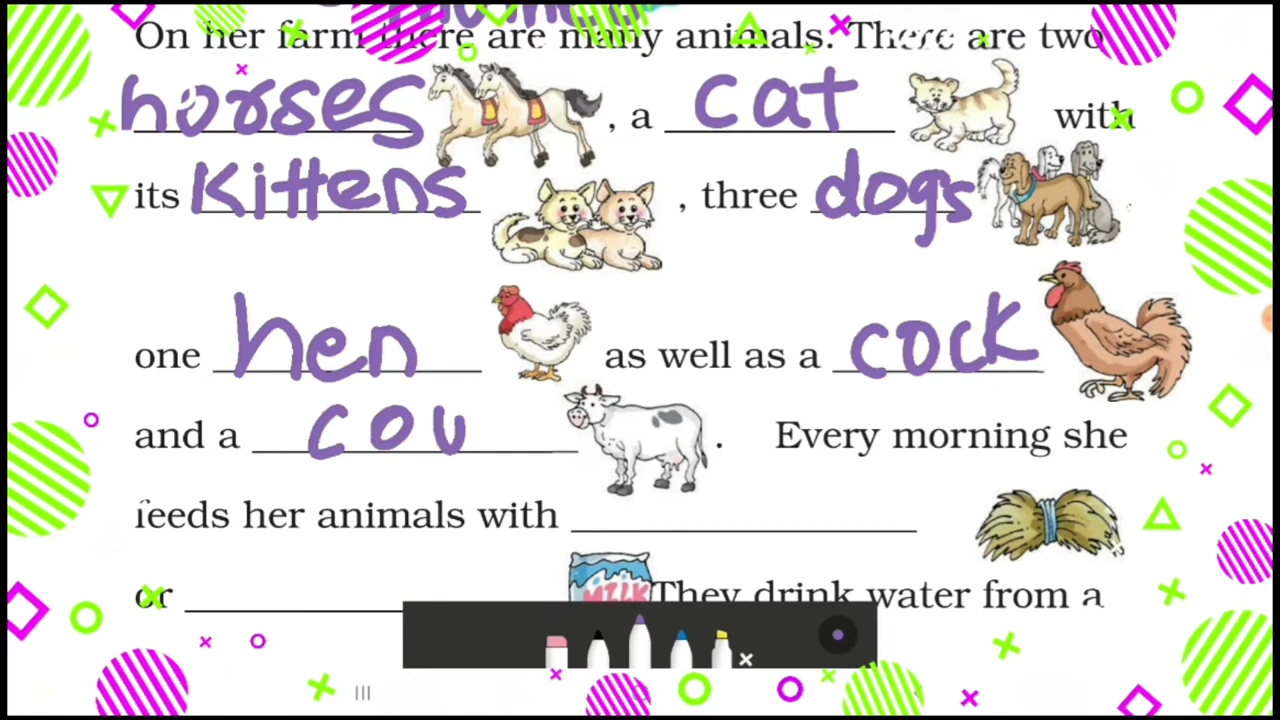 On her farm there are many animals. There are two
horses , a cat with
its kittens , three dogs
one hen as well as a cock
and a cou . Every morning she
feeds her animals with
or MILK They drink water from a